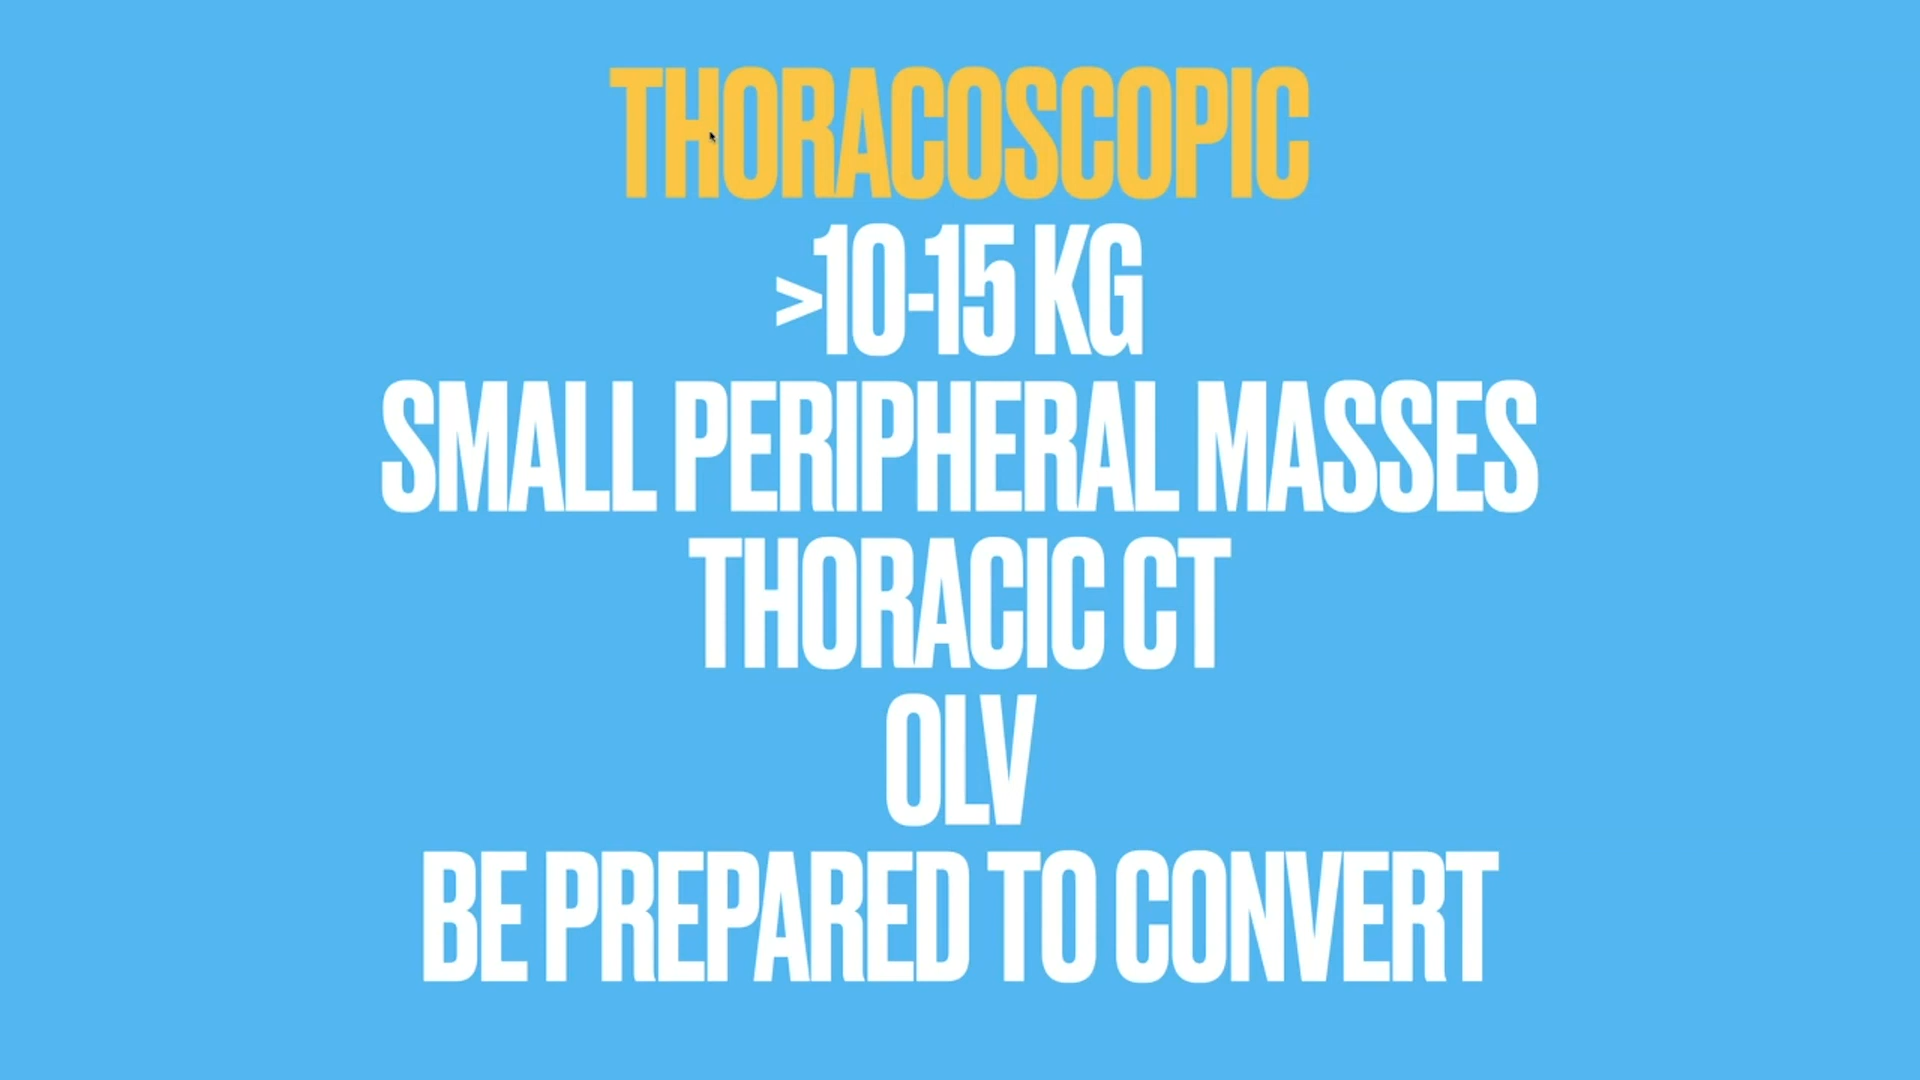 THORACOSCOPIC
>10-15 KG
SMALL PERIPHERAL MASSES
THORACIC CT
OLV
BE PREPARED TO CONVERT